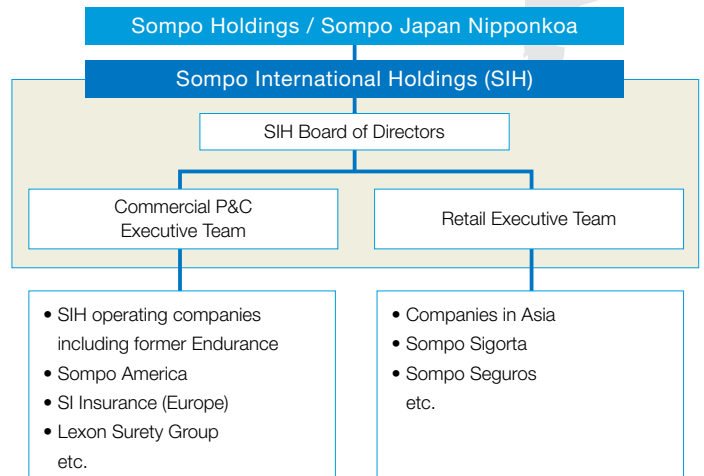 Sompo Holdings / Sompo Japan Nipponkoa
Sompo International Holdings (SIH)
SIH Board of Directors
Commercial P&C
Executive Team
Retail Executive Team
• SIH operating companies
including former Endurance
• Sompo America
• SI Insurance (Europe)
• Lexon Surety Group
etc.
• Companies in Asia
• Sompo Sigorta
• Sompo Seguros
etc.